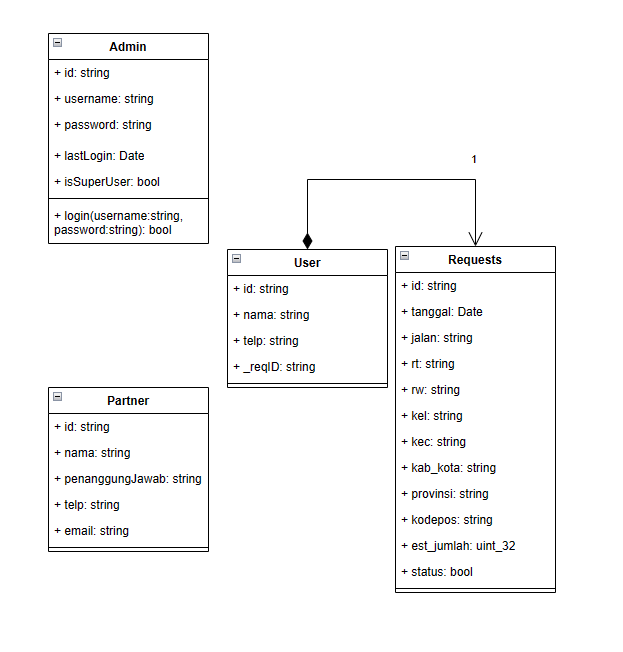 Admin
+ id: string
+ username: string
+ password: string
+ lastLogin: Date
+ isSuperUser: bool
+ login(username:string,
password:string): bool
1
User
+ id: string
+ nama: string
+ telp: string
+ _reqID: string
Requests
+ id: string
+ tanggal: Date
+ jalan: string
+ rt: string
+ rw: string
+ kel: string
+ kec: string
+ kab_kota: string
+ provinsi: string
+ kodepos: string
+ est_jumlah: uint_32
+ status: bool
Partner
+ id: string
+ nama: string
+ penanggungJawab: string
+ telp: string
+ email: string